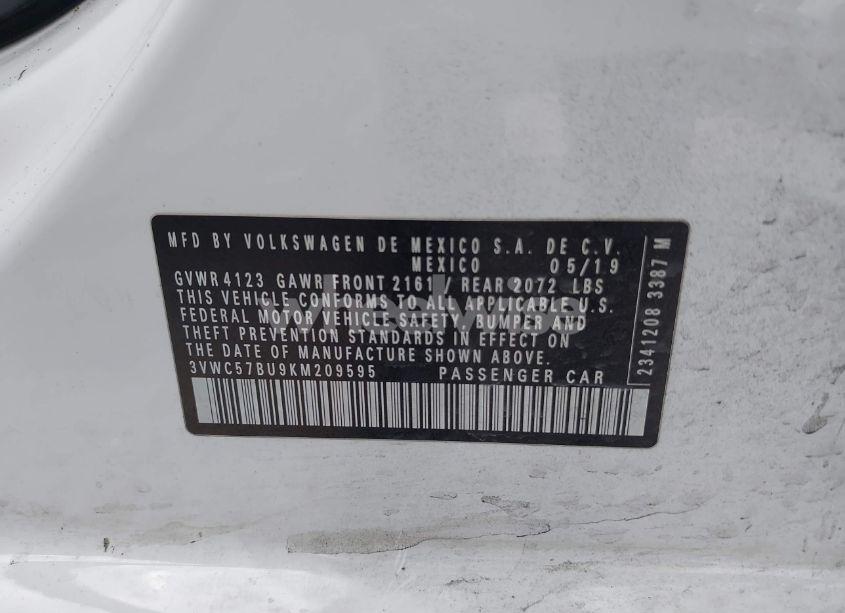 MFD BY VOLKSWAGEN DE MEXICO S.A. DE C.V.
MEXICO 05/19
GVWR 4123 GAWR FRONT 2161 / REAR 2072 LBS
THIS VEHICLE CONFORMS TO ALL APPLICABLE U.S.
FEDERAL MOTOR VEHICLE SAFETY, BUMPER AND
THEFT PREVENTION STANDARDS IN EFFECT ON
THE DATE OF MANUFACTURE SHOWN ABOVE.
3VWC57BU9KM209595 PASSENGER CAR
2341208 3387 M